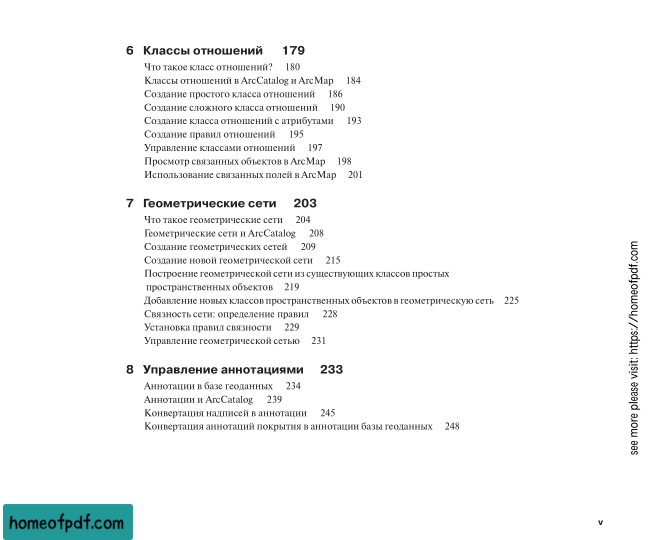 6 Классы отношений 179
Что такое класс отношений? 180
Классы отношений в ArcCatalog и ArcMap 184
Создание простого класса отношений 186
Создание сложного класса отношений 190
Создание класса отношений с атрибутами 193
Создание правил отношений 195
Управление классами отношений 197
Просмотр связанных объектов в ArcMap 198
Использование связанных полей в ArcMap 201
7 Геометрические сети 203
Что такое геометрические сети 204
Геометрические сети и ArcCatalog 208
Создание геометрических сетей 209
Создание новой геометрической сети 215
Построение геометрической сети из существующих классов простых
пространственных объектов 219
Добавление новых классов пространственных объектов в геометрическую сеть 225
Связность сети: определение правил 228
Установка правил связности 229
Управление геометрической сетью 231
8 Управление аннотациями 233
Аннотации в базе геоданных 234
Аннотации и ArcCatalog 239
Конвертация надписей в аннотации 245
Конвертация аннотаций покрытия в аннотации базы геоданных 248
see more please visit: https://homeofpdf.com
homeofpdf.com
v